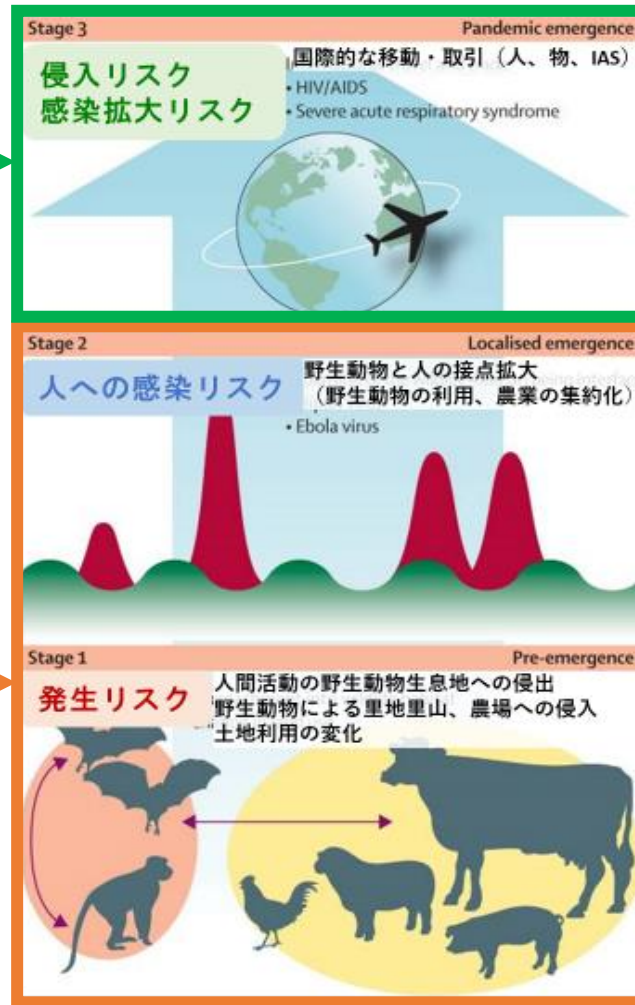 Stage 3
Pandemic emergence
侵入リスク
感染拡大リスク
国際的な移動・取引（人、物、IAS）
• HIV/AIDS
• Severe acute respiratory syndrome
Stage 2
Localised emergence
人への感染リスク
野生動物と人の接点拡大
（野生動物の利用、農業の集約化）
• Ebola virus
Stage 1
Pre-emergence
発生リスク
人間活動の野生動物生息地への侵出
野生動物による里地里山、農場への侵入
土地利用の変化